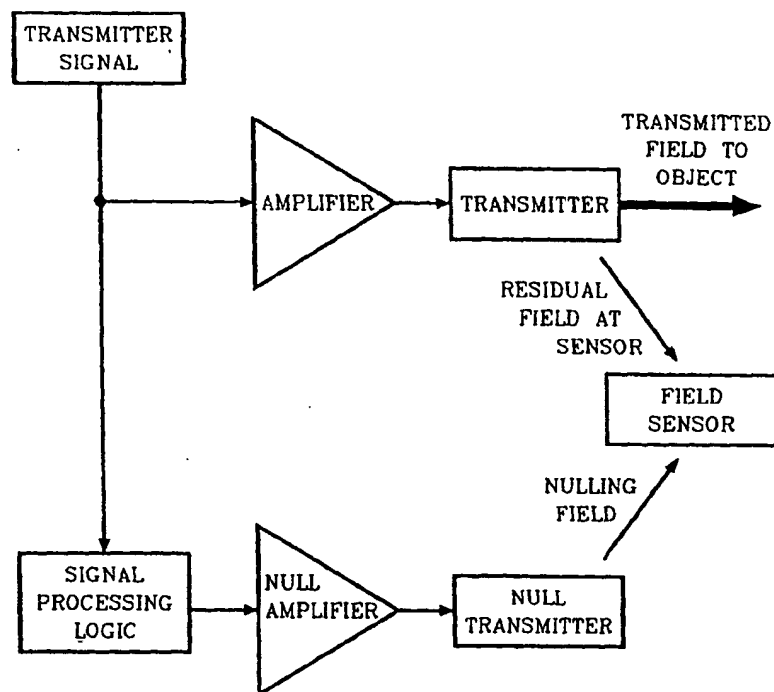 TRANSMITTER
SIGNAL
AMPLIFIER
TRANSMITTER
TRANSMITTED
FIELD TO
OBJECT
RESIDUAL
FIELD AT
SENSOR
FIELD
SENSOR
NULLING
FIELD
SIGNAL
PROCESSING
LOGIC
NULL
AMPLIFIER
NULL
TRANSMITTER